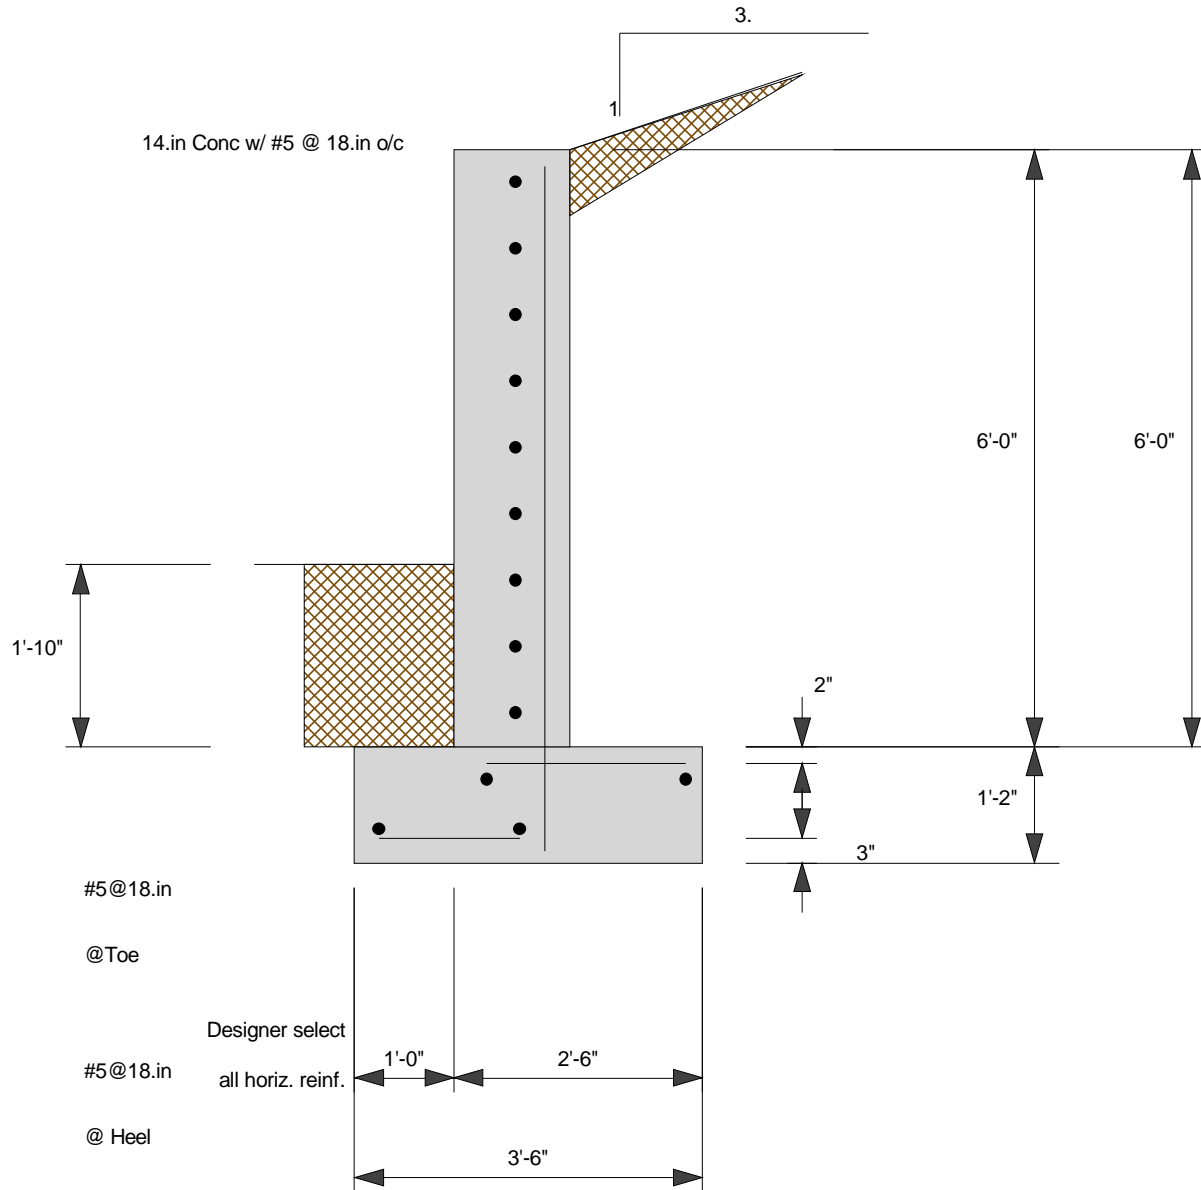 3.
1
14.in Conc w/ #5 @ 18.in o/c
6'-0"
6'-0"
1'-10"
2"
1'-2"
3"
#5@18.in
@Toe
Designer select
all horiz. reinf.
1'-0"
2'-6"
#5@18.in
@ Heel
3'-6"